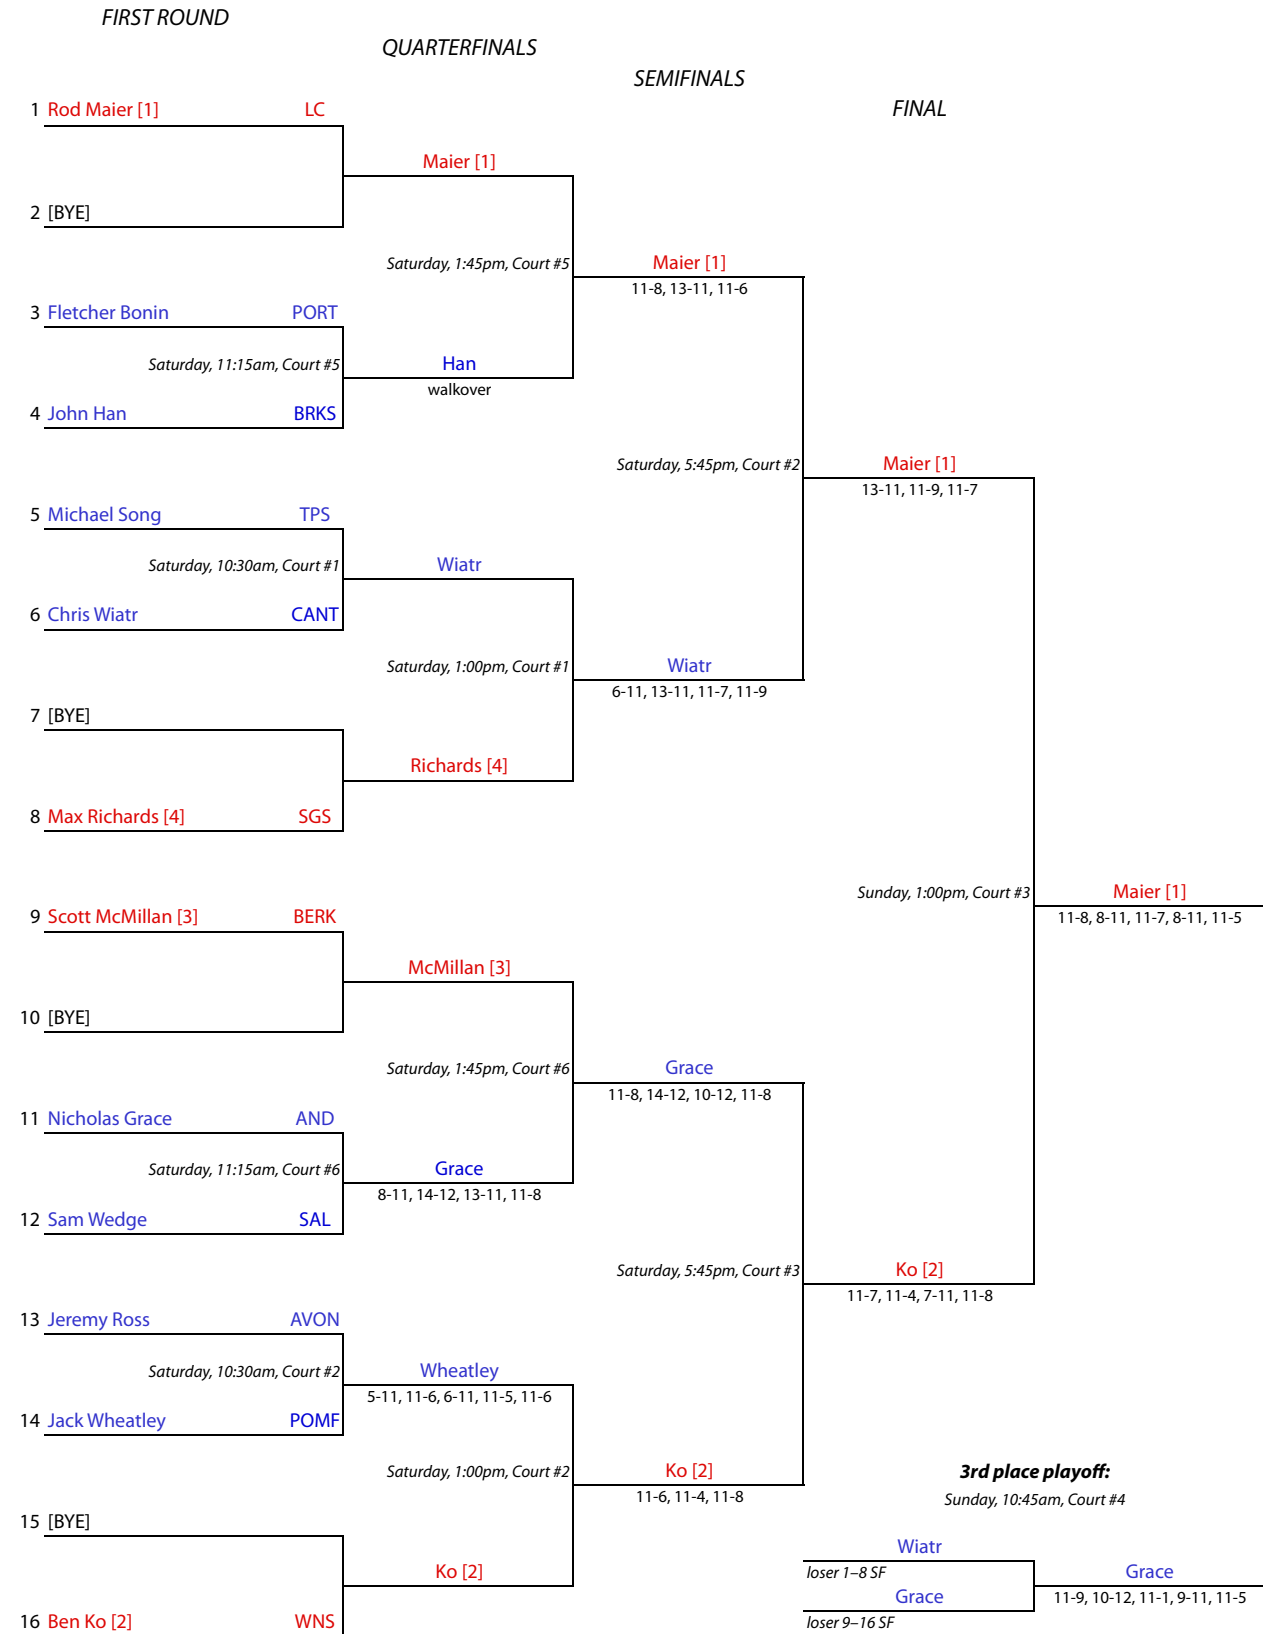 FIRST ROUND
QUARTERFINALS
SEMIFINALS
FINAL
1 Rod Maier [1] LC
Maier [1]
2 [BYE]
Saturday, 1:45pm, Court #5
Maier [1]
11-8, 13-11, 11-6
3 Fletcher Bonin PORT
Saturday, 11:15am, Court #5
Han
walkover
4 John Han BRKS
Saturday, 5:45pm, Court #2
Maier [1]
13-11, 11-9, 11-7
5 Michael Song TPS
Saturday, 10:30am, Court #1
Wiatr
6 Chris Wiatr CANT
Saturday, 1:00pm, Court #1
Wiatr
6-11, 13-11, 11-7, 11-9
7 [BYE]
Richards [4]
8 Max Richards [4] SGS
Sunday, 1:00pm, Court #3
Maier [1]
11-8, 8-11, 11-7, 8-11, 11-5
9 Scott McMillan [3] BERK
McMillan [3]
10 [BYE]
Saturday, 1:45pm, Court #6
Grace
11-8, 14-12, 10-12, 11-8
11 Nicholas Grace AND
Saturday, 11:15am, Court #6
Grace
8-11, 14-12, 13-11, 11-8
12 Sam Wedge SAL
Saturday, 5:45pm, Court #3
Ko [2]
11-7, 11-4, 7-11, 11-8
13 Jeremy Ross AVON
Saturday, 10:30am, Court #2
Wheatley
5-11, 11-6, 6-11, 11-5, 11-6
14 Jack Wheatley POMF
Saturday, 1:00pm, Court #2
Ko [2]
11-6, 11-4, 11-8
3rd place playoff:
Sunday, 10:45am, Court #4
15 [BYE]
Wiatr
loser 1–8 SF
Ko [2]
Grace
11-9, 10-12, 11-1, 9-11, 11-5
Grace
loser 9–16 SF
16 Ben Ko [2] WNS